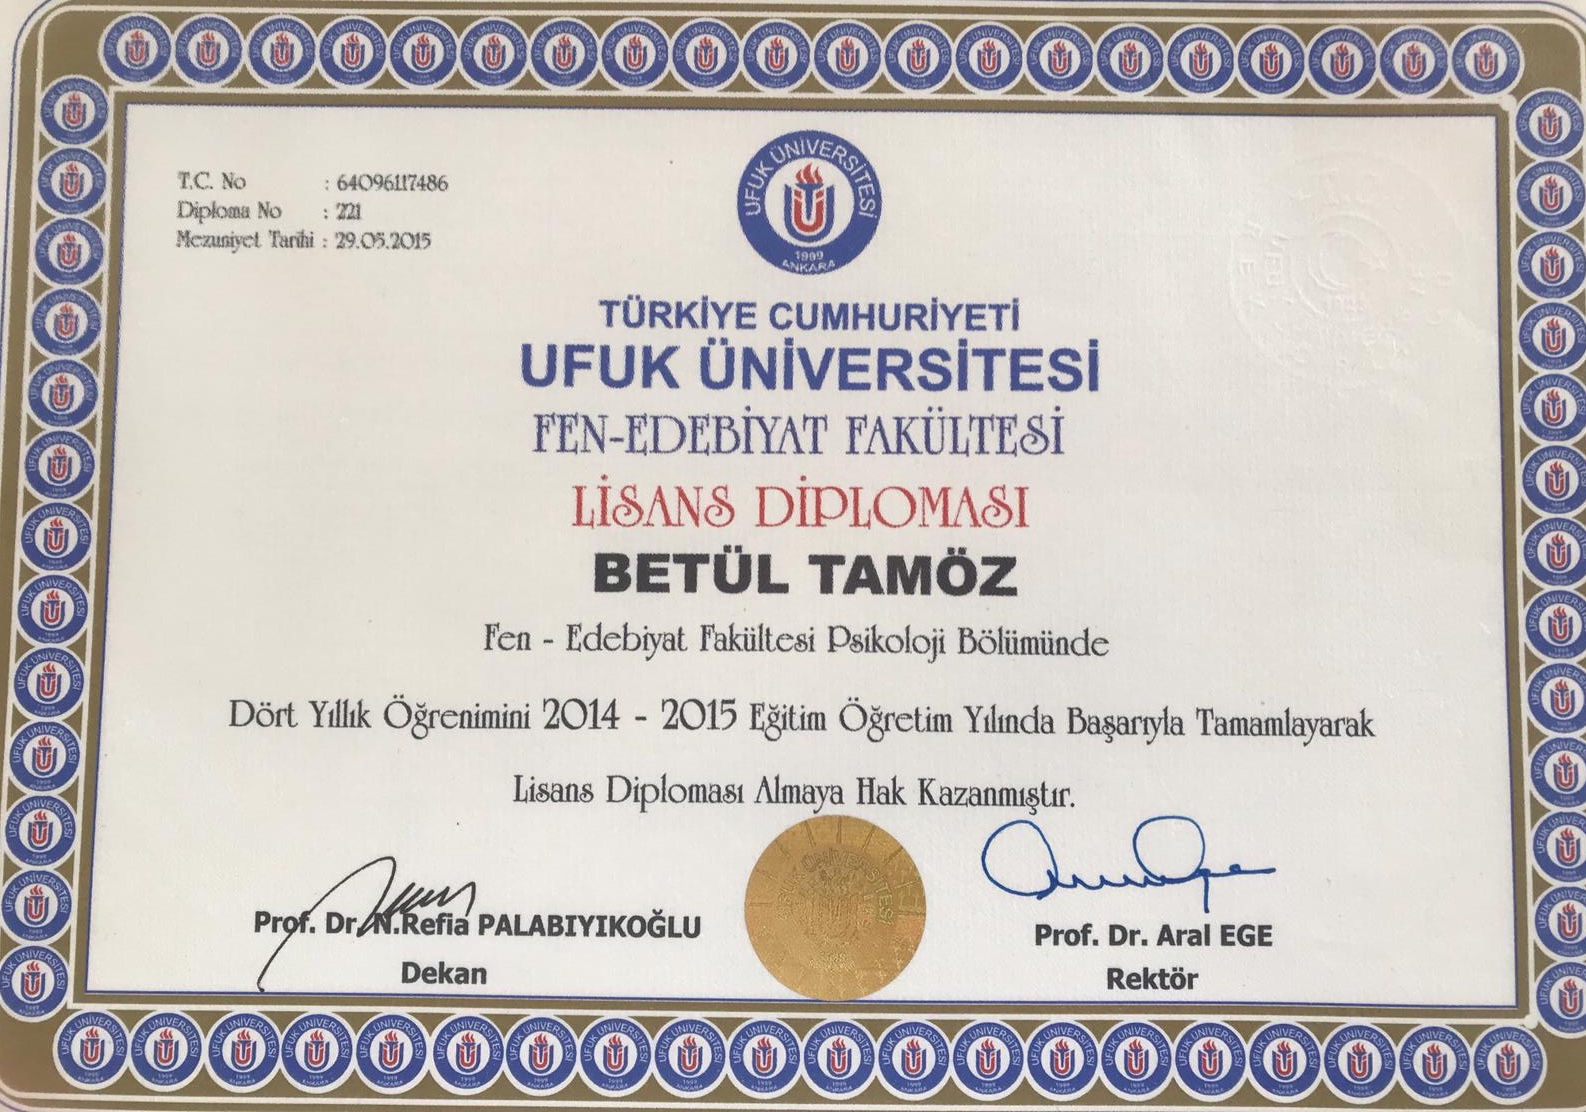 T.C. No : 64096117486
Diploma No : 221
Mezuniyet Tarihi : 29.05.2015
UFUK ÜNİVERSİTESİ
1999
ANKARA
TÜRKİYE CUMHURİYETİ
UFUK ÜNİVERSİTESİ
FEN-EDEBİYAT FAKÜLTESİ
LİSANS DİPLOMASI
BETÜL TAMÖZ
Fen - Edebiyat Fakültesi Psikoloji Bölümünde
Dört Yıllık Öğrenimini 2014 - 2015 Eğitim Öğretim Yılında Başarıyla Tamamlayarak
Lisans Diploması Almaya Hak Kazanmıştır.
Prof. Dr. N.Refia PALABIYIKOĞLU
Dekan
Prof. Dr. Aral EGE
Rektör